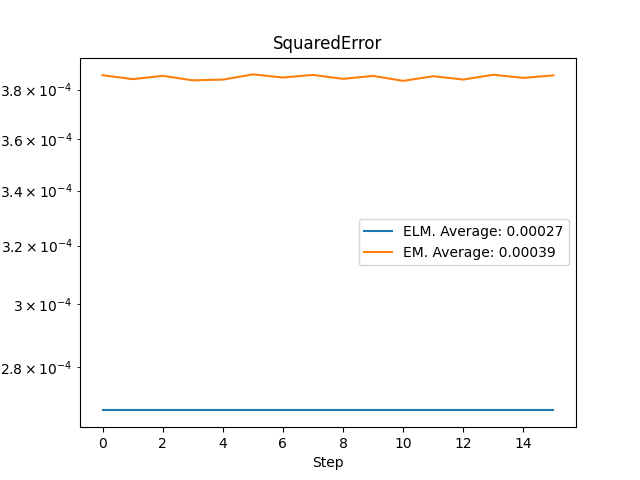 SquaredError
3.8 × 10⁻⁴
3.6 × 10⁻⁴
3.4 × 10⁻⁴
3.2 × 10⁻⁴
3 × 10⁻⁴
2.8 × 10⁻⁴
ELM. Average: 0.00027
EM. Average: 0.00039
0 2 4 6 8 10 12 14
Step